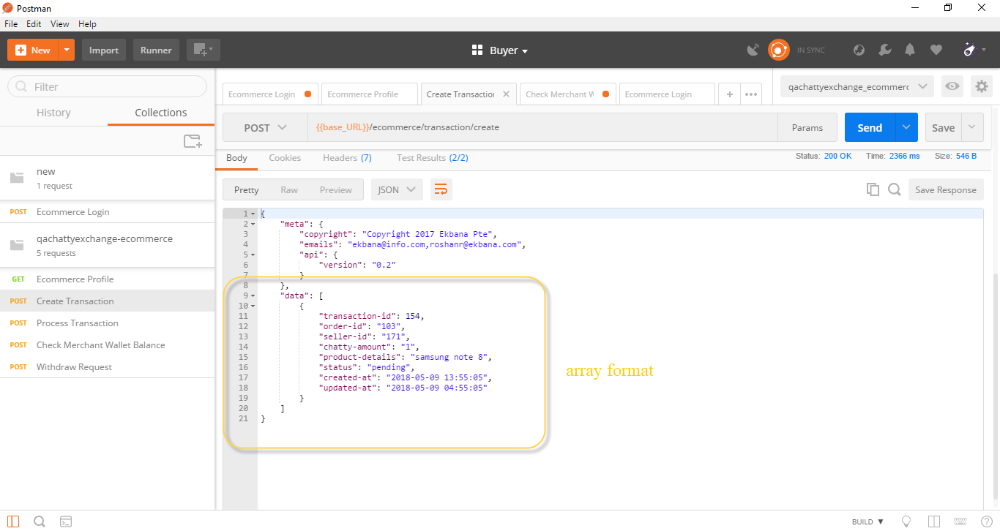 Postman
File Edit View Help
New Import Runner Buyer IN SYNC
Filter
History Collections
new
1 request
POST Ecommerce Login
qachattyexchange-ecommerce
5 requests
GET Ecommerce Profile
POST Create Transaction
POST Process Transaction
POST Check Merchant Wallet Balance
POST Withdraw Request
Ecommerce Login Ecommerce Profile Create Transaction Check Merchant W Ecommerce Login + ••• qachattyexchange_ecommerc
POST {{base_URL}}/ecommerce/transaction/create Params Send Save
Body Cookies Headers (7) Test Results (2/2) Status: 200 OK Time: 2366 ms Size: 546 B
Pretty Raw Preview JSON Save Response
1 {
2 "meta": {
3 "copyright": "Copyright 2017 Ekbana Pte",
4 "emails": "ekbana@info.com,roshanr@ekbana.com",
5 "api": {
6 "version": "0.2"
7 }
8 },
9 "data": [
10 {
11 "transaction-id": 154,
12 "order-id": "103",
13 "seller-id": "171",
14 "chatty-amount": "1",
15 "product-details": "samsung note 8",
16 "status": "pending",
17 "created-at": "2018-05-09 13:55:05",
18 "updated-at": "2018-05-09 04:55:05"
19 }
20 ]
21 }
array format
BUILD